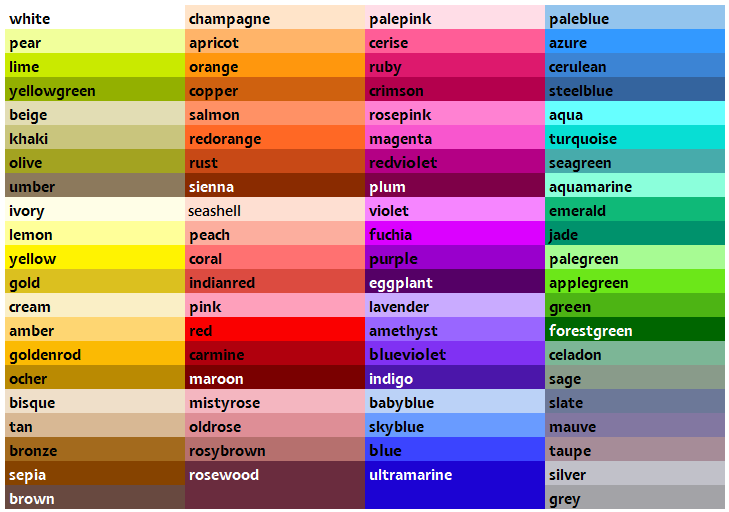 white champagne palepink paleblue
pear apricot cerise azure
lime orange ruby cerulean
yellowgreen copper crimson steelblue
beige salmon rosepink aqua
khaki redorange magenta turquoise
olive rust redviolet seagreen
umber sienna plum aquamarine
ivory seashell violet emerald
lemon peach fuchia jade
yellow coral purple palegreen
gold indianred eggplant applegreen
cream pink lavender green
amber red amethyst forestgreen
goldenrod carmine blueviolet celadon
ocher maroon indigo sage
bisque mistyrose babyblue slate
tan oldrose skyblue mauve
bronze rosybrown blue taupe
sepia rosewood ultramarine silver
brown grey